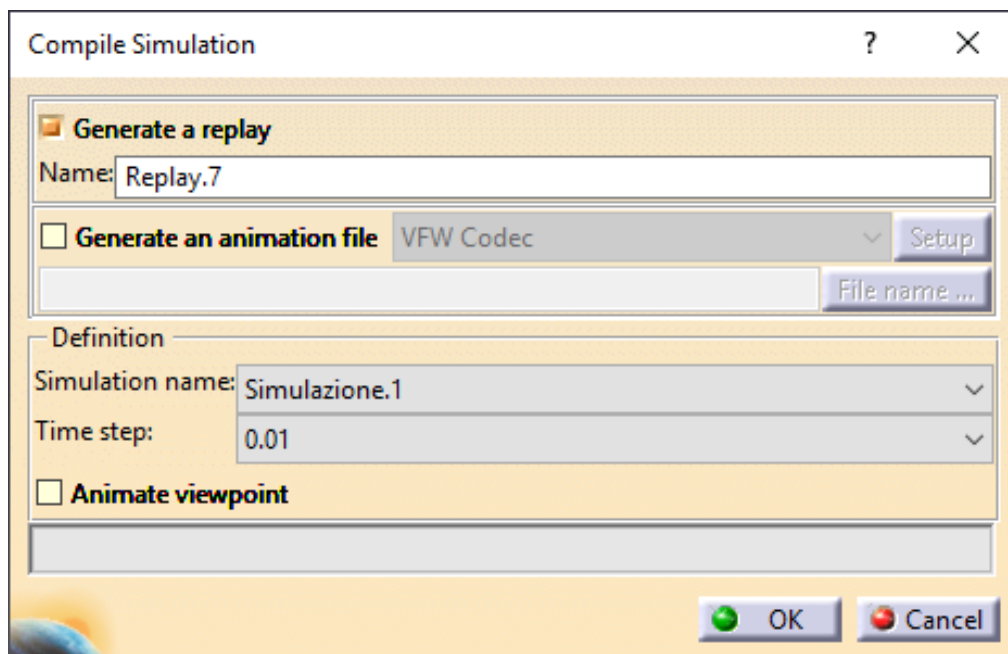 Compile Simulation ?
Generate a replay
Name: Replay.7
Generate an animation file VFW Codec Setup
File name ...
Definition
Simulation name: Simulazione.1
Time step: 0.01
Animate viewpoint
OK Cancel